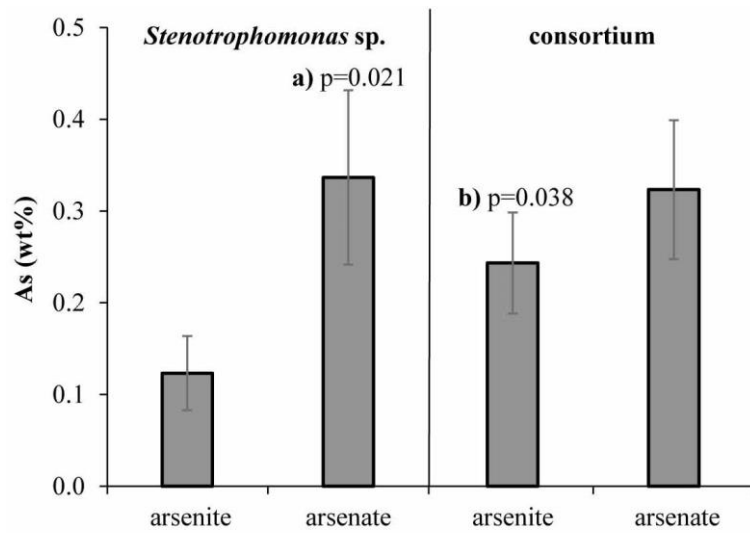 0.5
0.4
0.3
0.2
0.1
0.0
As (wt%)
Stenotrophomonas sp.
consortium
a) p=0.021
b) p=0.038
arsenite
arsenate
arsenite
arsenate